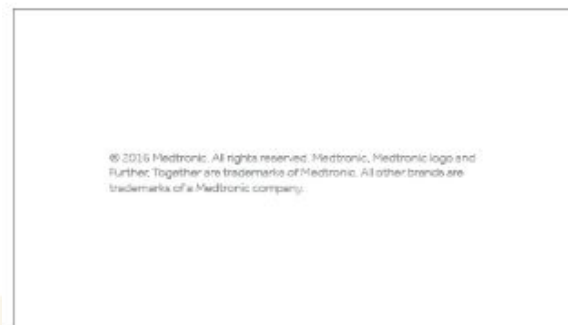 © 2016 Medtronic. All rights reserved. Medtronic, Medtronic logo and
Further, Together are trademarks of Medtronic. All other brands are
trademarks of a Medtronic company.